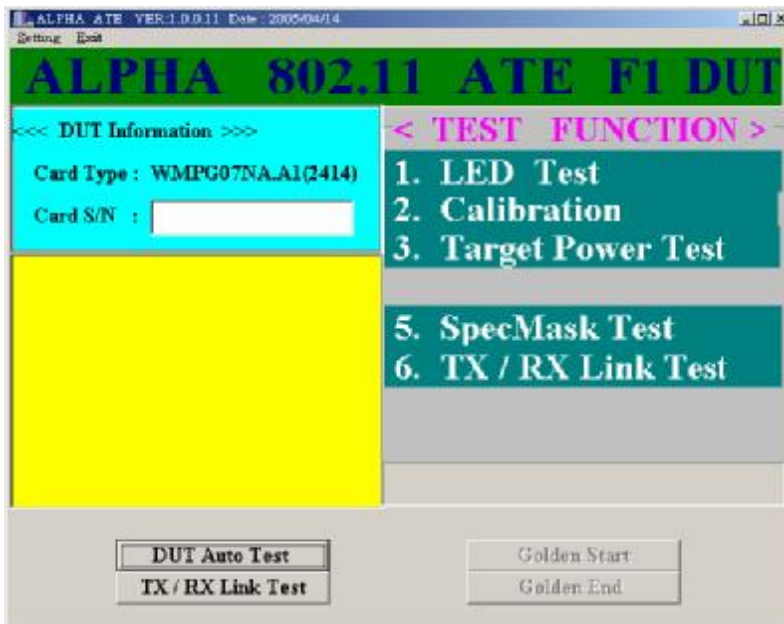 ALPHA ATE VER:1.0.0.11 Date : 2005/04/14
Setting Exit
ALPHA 802.11 ATE F1 DUT
<<< DUT Information >>>
Card Type : WMPG07NA.A1(2414)
Card S/N :
< TEST FUNCTION >
1. LED Test
2. Calibration
3. Target Power Test
5. SpecMask Test
6. TX / RX Link Test
DUT Auto Test
TX / RX Link Test
Golden Start
Golden End